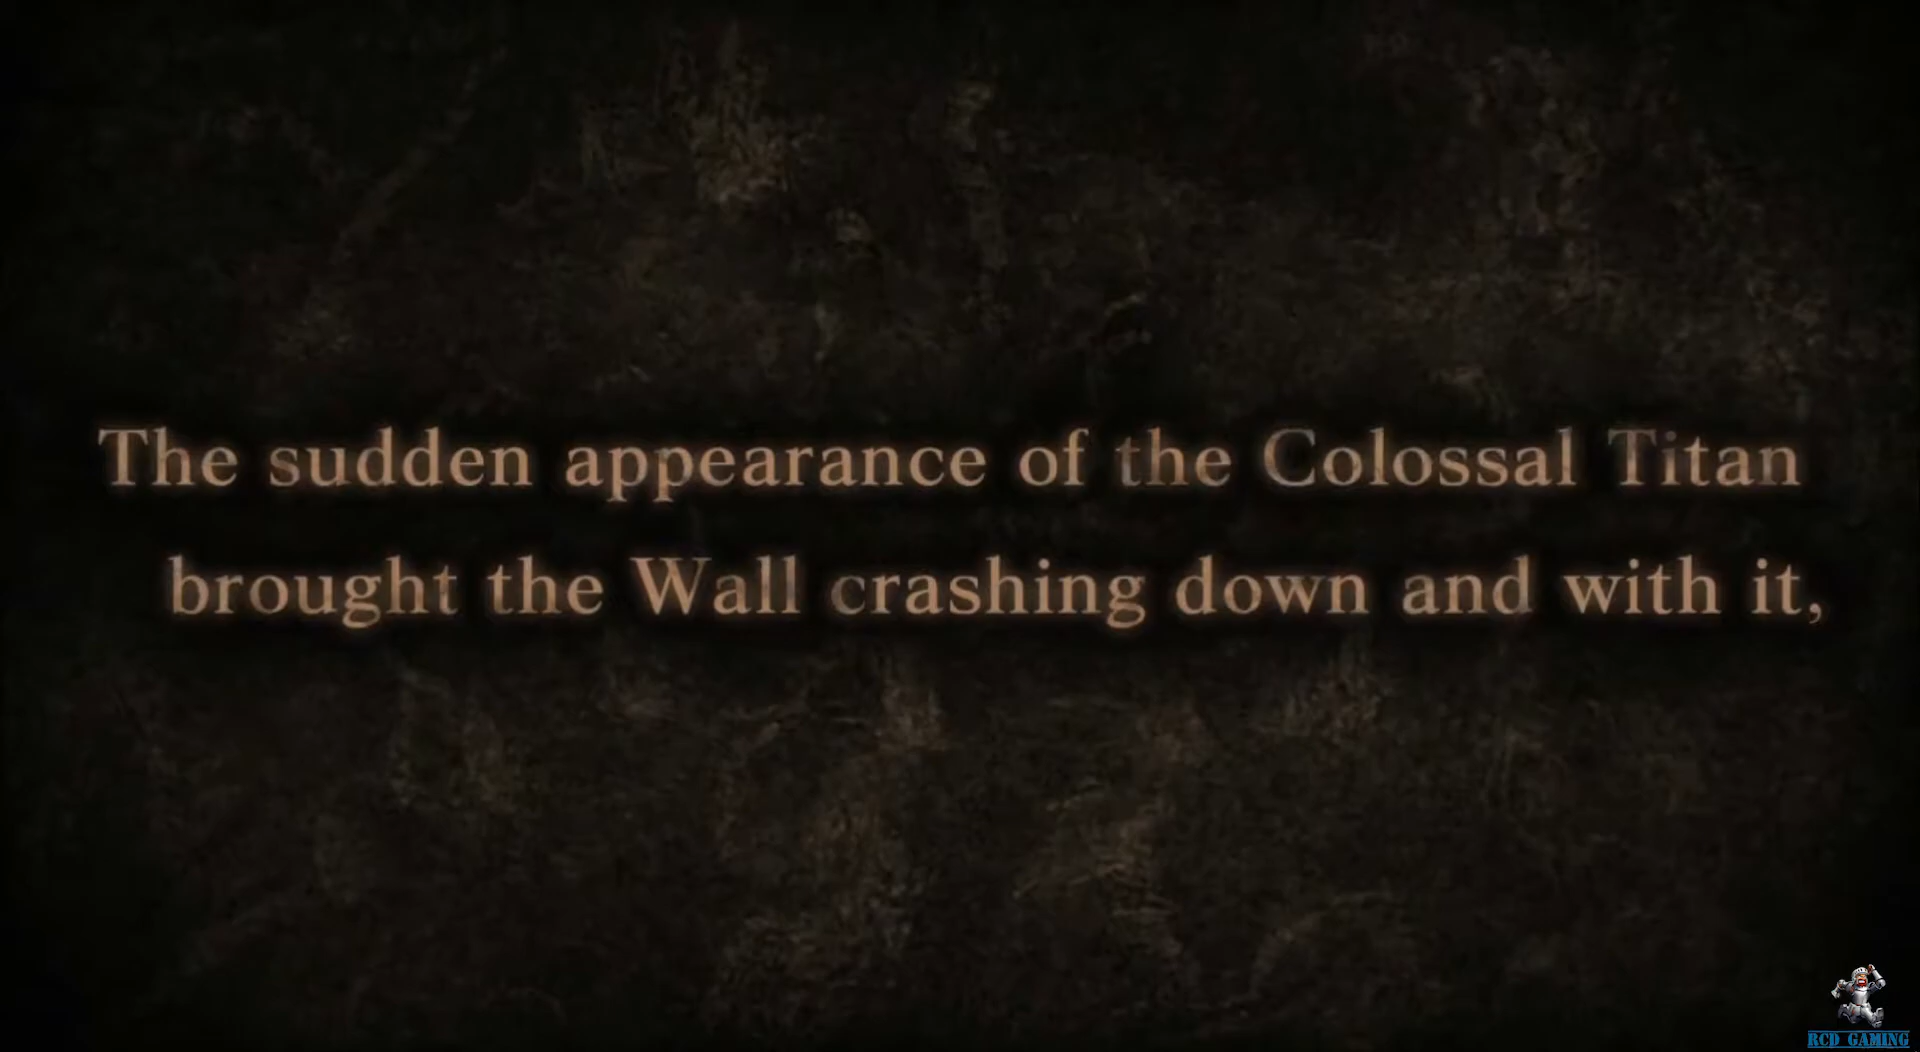 The sudden appearance of the Colossal Titan
brought the Wall crashing down and with it,
RCD GAMING